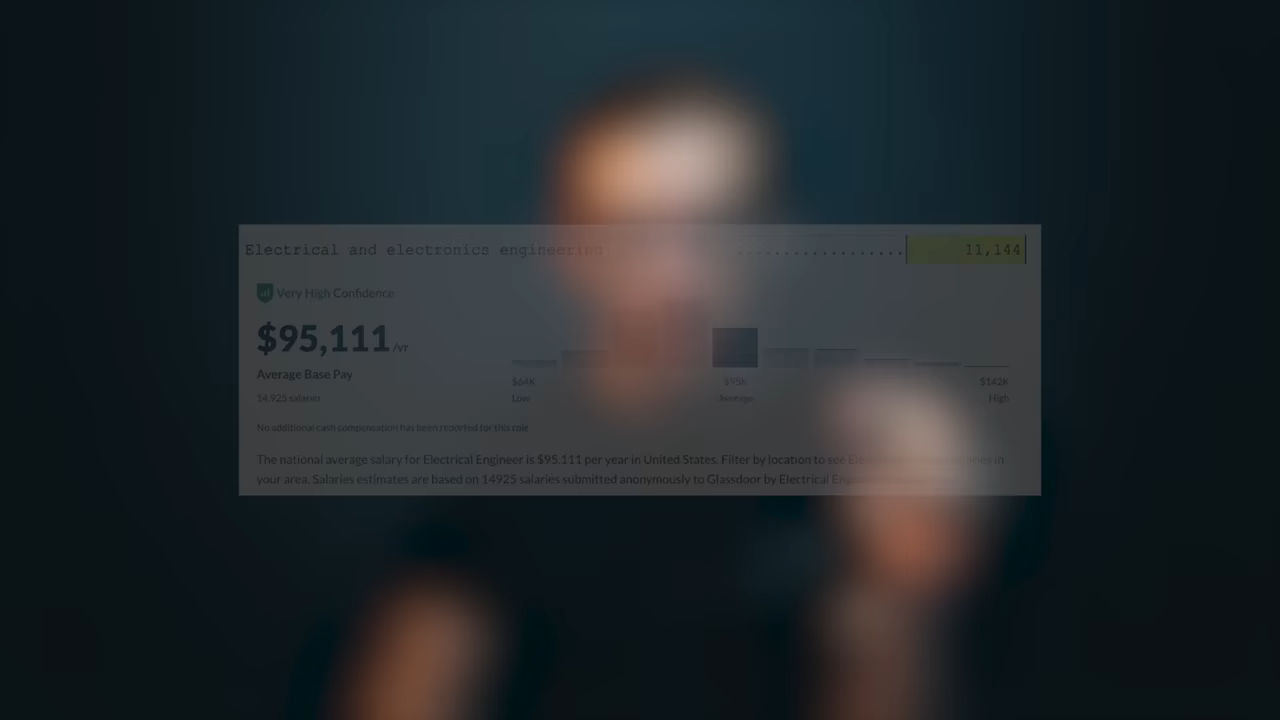 Electrical and electronics engineering ................. 11,144
Very High Confidence
$95,111 /yr
Average Base Pay
14,925 salaries
$64K
Low
$95k
Average
$142K
High
No additional cash compensation has been reported for this role
The national average salary for Electrical Engineer is $95,111 per year in United States. Filter by location to see in
your area. Salaries estimates are based on 14925 salaries submitted anonymously to Glassdoor by Electrical